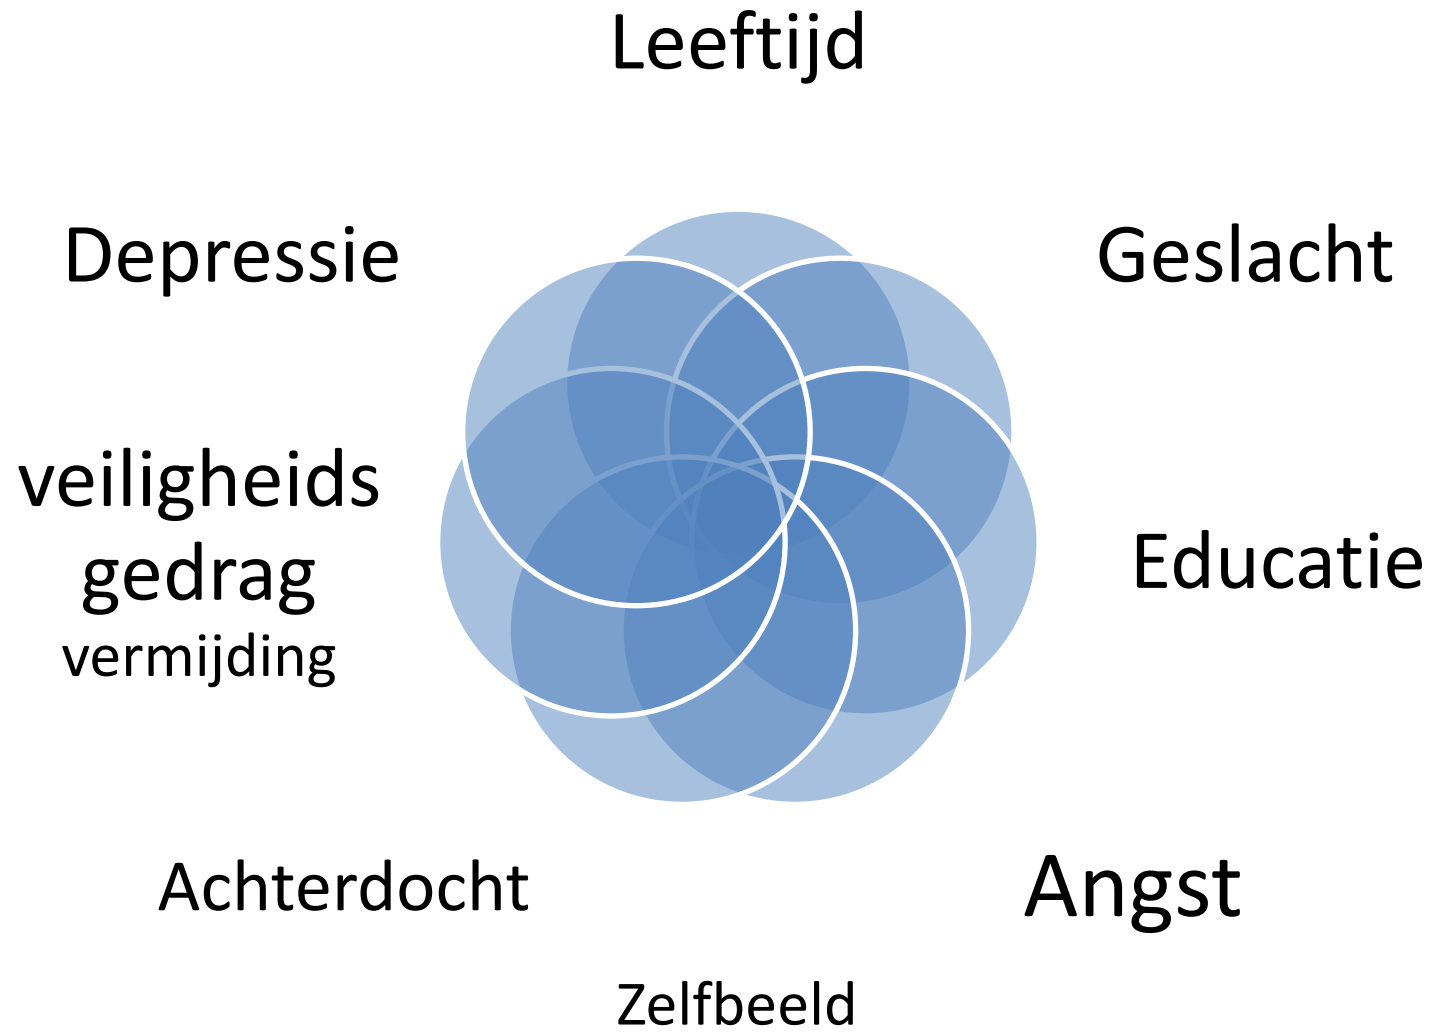 Leeftijd
Depressie
Geslacht
veiligheids
gedrag
vermijding
Educatie
Achterdocht
Angst
Zelfbeeld